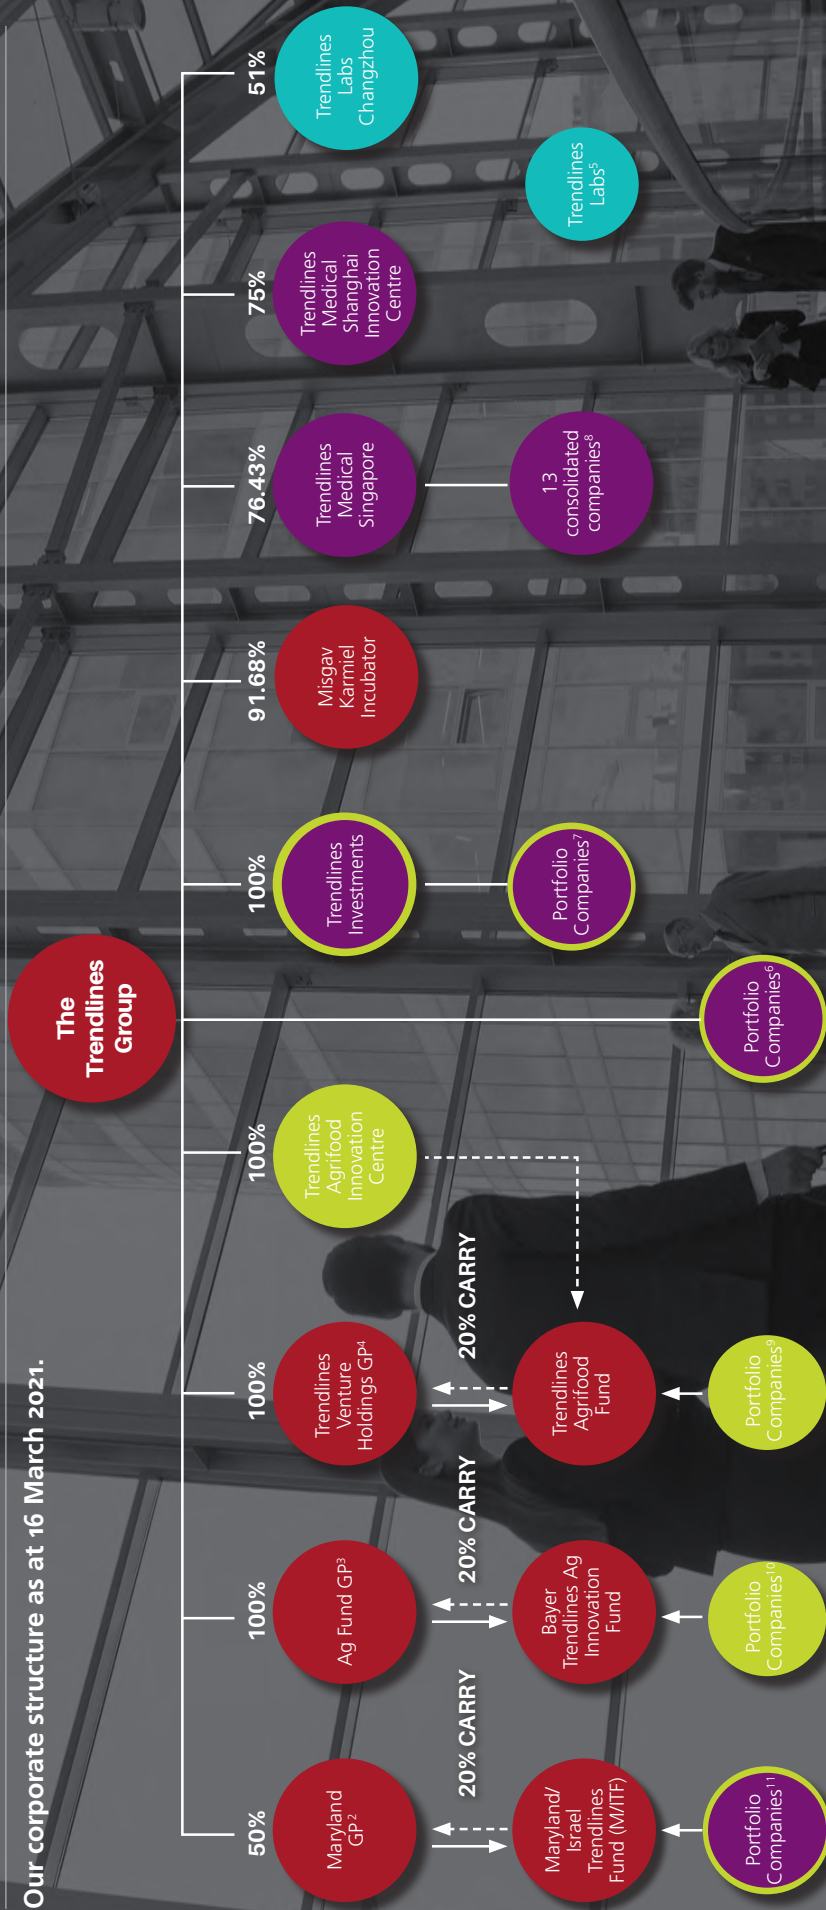 Our corporate structure as at 16 March 2021.
The
Trendlines
Group
50%
100%
100%
100%
100%
91.68%
76.43%
75%
51%
Maryland
GP²
Ag Fund GP³
Trendlines
Venture
Holdings GP⁴
Trendlines
Agrifood
Innovation
Centre
Trendlines
Investments
Misgav
Karmiel
Incubator
Trendlines
Medical
Singapore
Trendlines
Medical
Shanghai
Innovation
Centre
Trendlines
Labs
Changzhou
20% CARRY
20% CARRY
20% CARRY
Maryland/
Israel
Trendlines
Fund (M/ITF)
Bayer
Trendlines Ag
Innovation
Fund
Trendlines
Agrifood
Fund
Portfolio
Companies⁷
13
consolidated
companies⁸
Trendlines
Labs⁵
Portfolio
Companies¹¹
Portfolio
Companies¹⁰
Portfolio
Companies⁹
Portfolio
Companies⁶